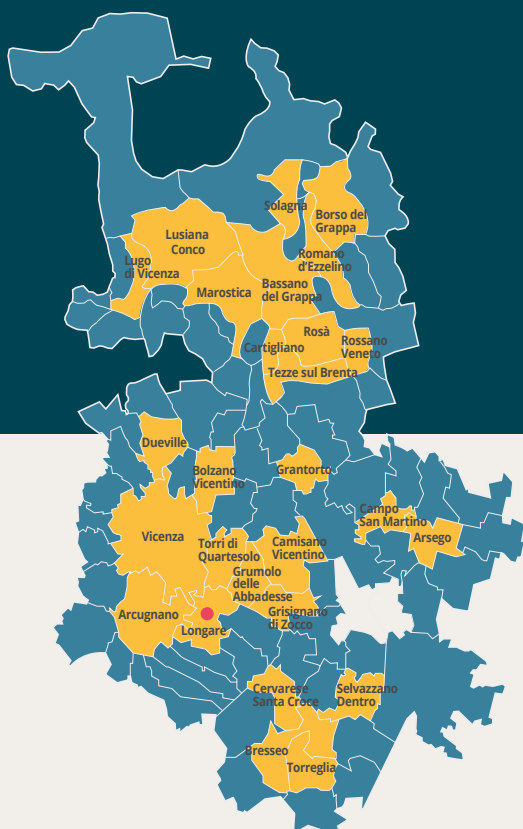 Solagna
Borso del
Grappa
Lusiana
Conco
Romano
d'Ezzelino
Lugo
di Vicenza
Bassano
del Grappa
Marostica
Rosà
Rossano
Veneto
Cartigliano
Tezze sul Brenta
Dueville
Bolzano
Vicentino
Grantorto
Campo
San Martino
Arsego
Vicenza
Torri di
Quartesolo
Camisano
Vicentino
Grumolo
delle
Abbadesse
Grisignano
di Zocco
Arcugnano
Longare
Cervarese
Santa Croce
Selvazzano
Dentro
Bresseo
Torreglia